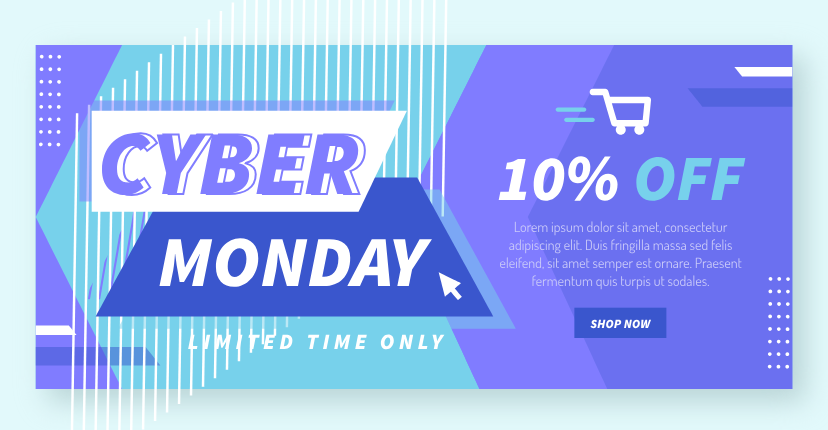 CYBER
MONDAY
LIMITED TIME ONLY
10% OFF
Lorem ipsum dolor sit amet, consectetur
adipiscing elit. Duis fringilla massa sed felis
eleifend, sit amet semper est ornare. Praesent
fermentum quis turpis ut sodales.
SHOP NOW